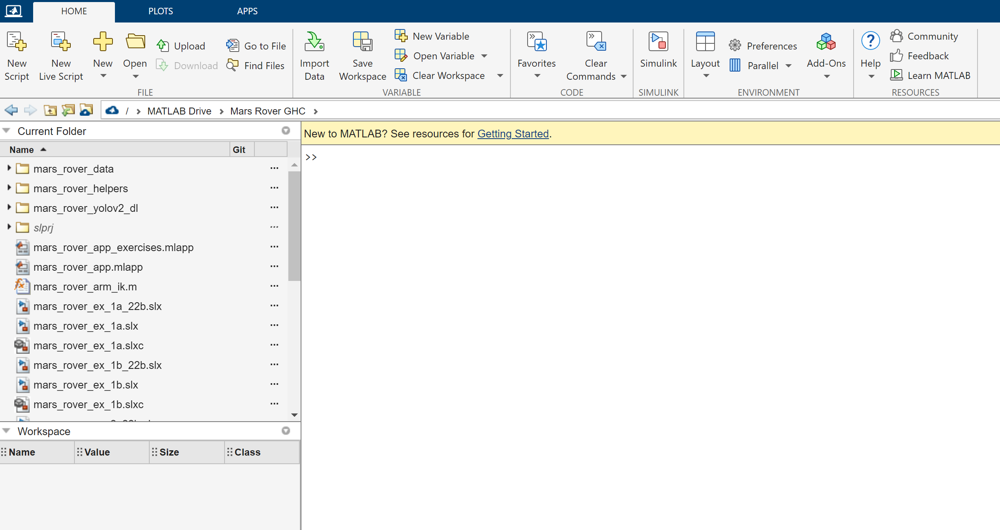 HOME PLOTS APPS
New Script
New Live Script
New
Open
Upload
Download
Go to File
Find Files
FILE
Import Data
Save Workspace
New Variable
Open Variable
Clear Workspace
VARIABLE
Favorites
Clear Commands
CODE
Simulink
SIMULINK
Layout
Preferences
Parallel
Add-Ons
ENVIRONMENT
Help
Community
Feedback
Learn MATLAB
RESOURCES
/ › MATLAB Drive › Mars Rover GHC ›
Current Folder
Name Git
mars_rover_data
mars_rover_helpers
mars_rover_yolov2_dl
slprj
mars_rover_app_exercises.mlapp
mars_rover_app.mlapp
mars_rover_arm_ik.m
mars_rover_ex_1a_22b.slx
mars_rover_ex_1a.slx
mars_rover_ex_1a.slxc
mars_rover_ex_1b_22b.slx
mars_rover_ex_1b.slx
mars_rover_ex_1b.slxc
Workspace
Name Value Size Class
New to MATLAB? See resources for Getting Started.
>>